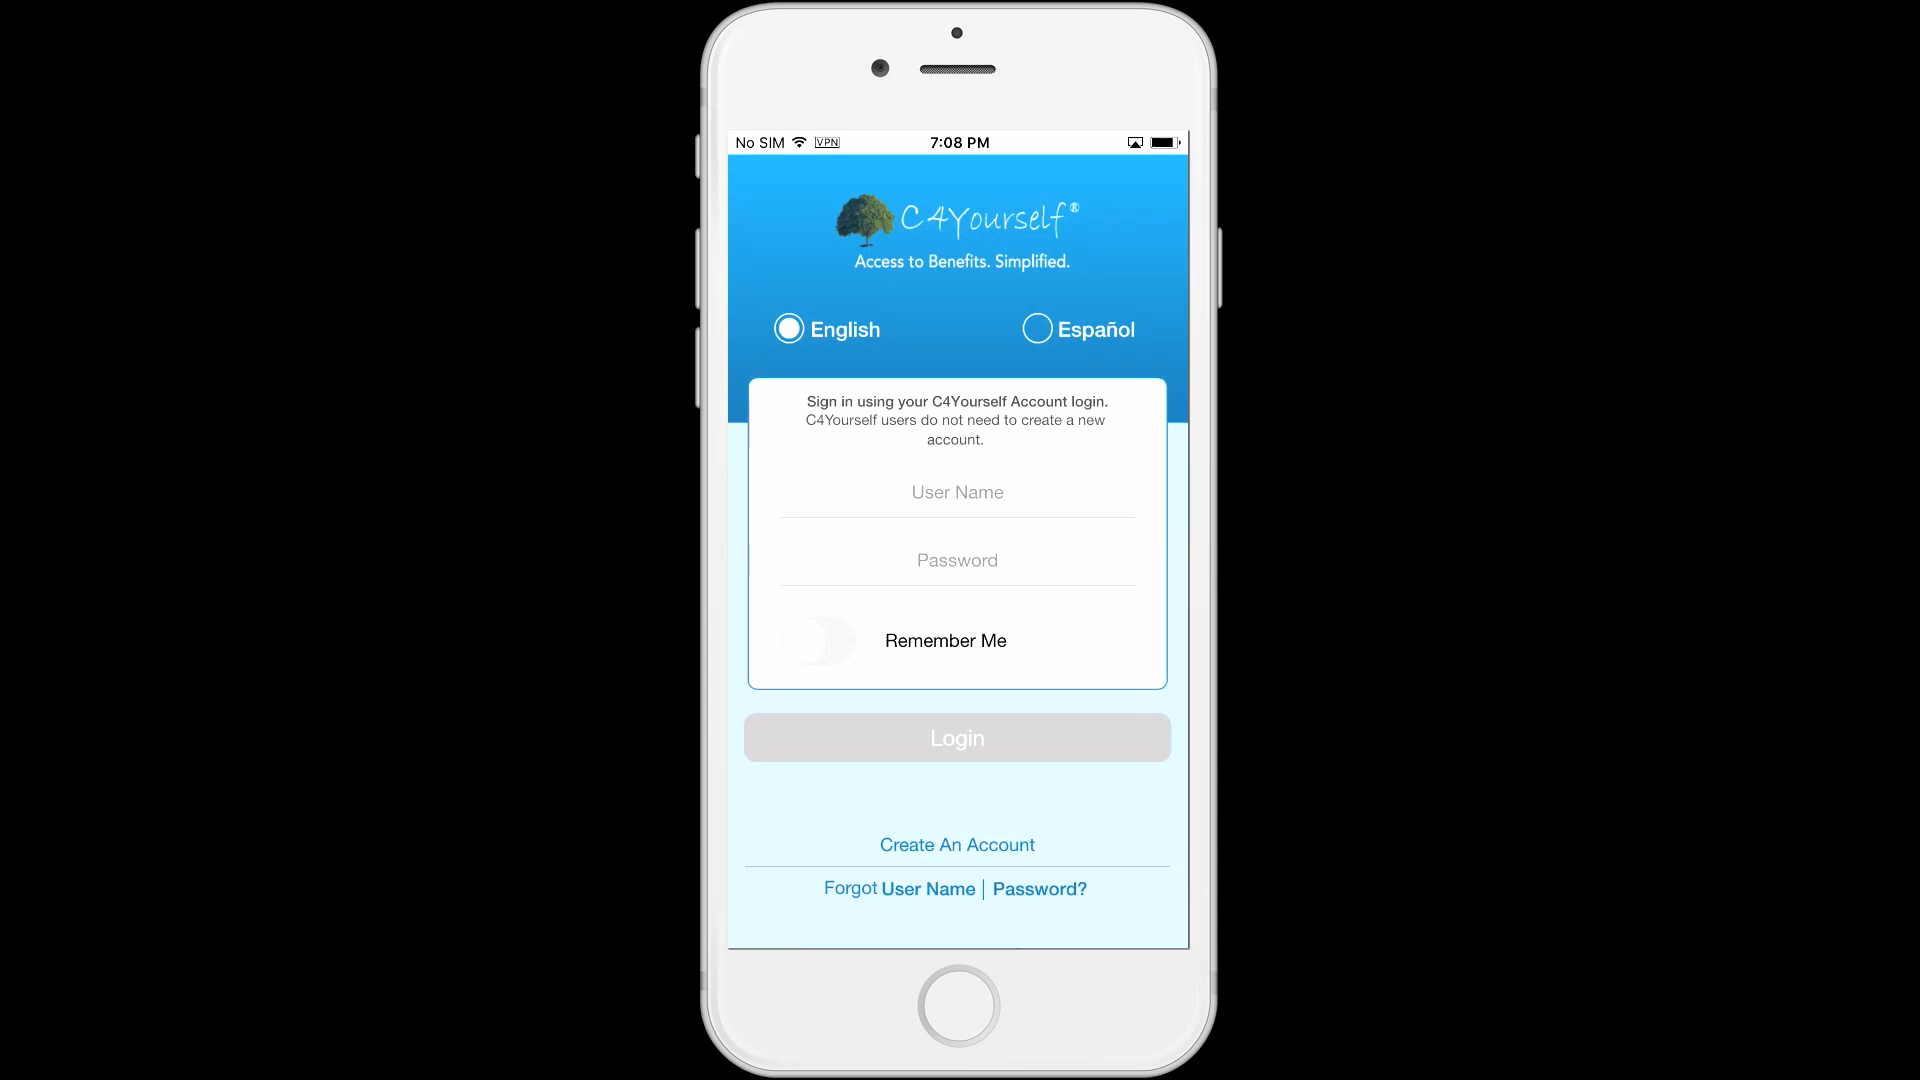 No SIM VPN 7:08 PM
C4Yourself®
Access to Benefits. Simplified.
English Español
Sign in using your C4Yourself Account login.
C4Yourself users do not need to create a new
account.
User Name
Password
Remember Me
Login
Create An Account
Forgot User Name | Password?